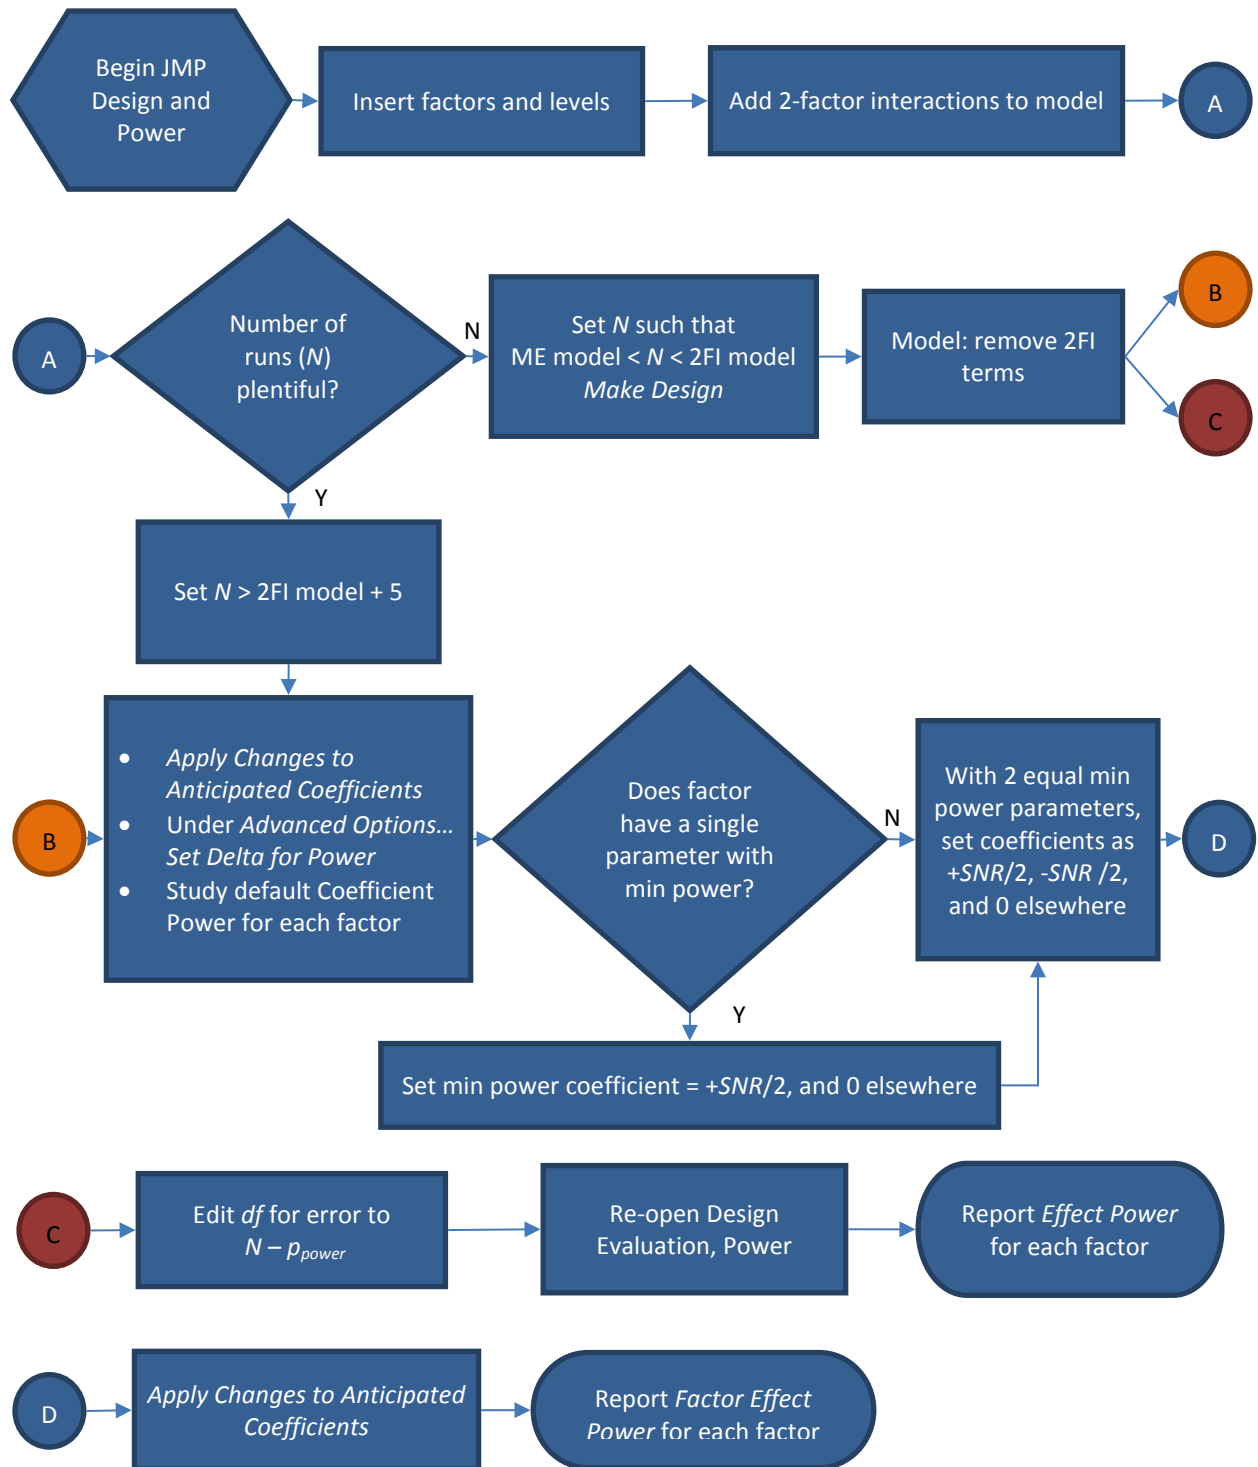 Begin JMP
Design and
Power
Insert factors and levels
Add 2-factor interactions to model
A
A
Number of
runs (N)
plentiful?
N
Set N such that
ME model < N < 2FI model
Make Design
Model: remove 2FI
terms
B
C
Y
Set N > 2FI model + 5
B
• Apply Changes to
Anticipated Coefficients
• Under Advanced Options…
Set Delta for Power
• Study default Coefficient
Power for each factor
Does factor
have a single
parameter with
min power?
N
With 2 equal min
power parameters,
set coefficients as
+SNR/2, -SNR /2,
and 0 elsewhere
D
Y
Set min power coefficient = +SNR/2, and 0 elsewhere
C
Edit df for error to
N – ppower
Re-open Design
Evaluation, Power
Report Effect Power
for each factor
D
Apply Changes to Anticipated
Coefficients
Report Factor Effect
Power for each factor